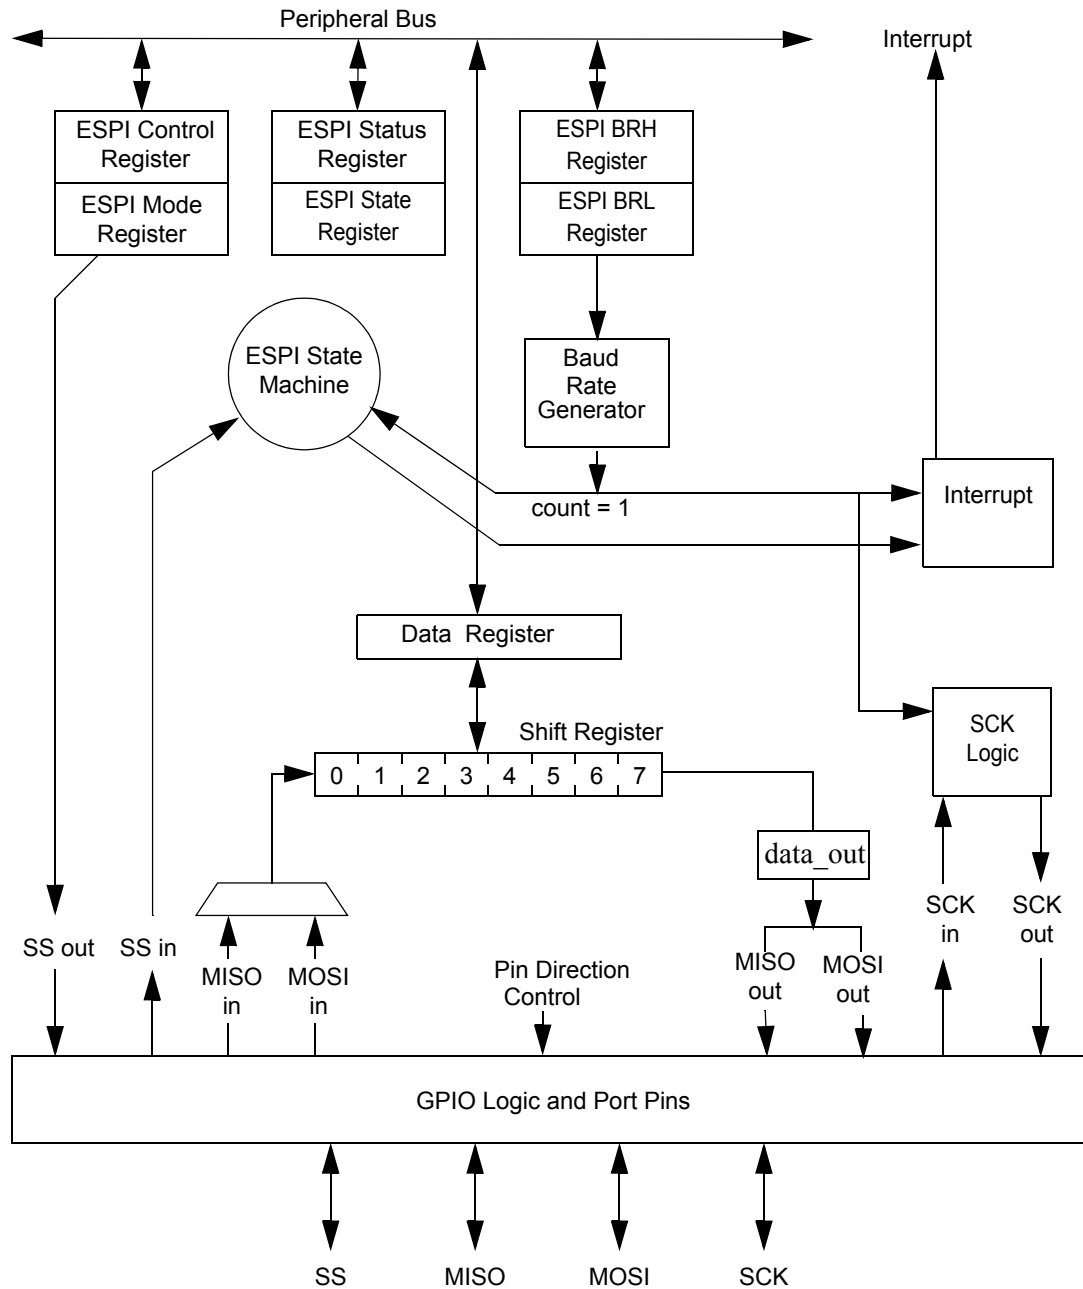 Peripheral Bus
Interrupt
ESPI Control
Register
ESPI Mode
Register
ESPI Status
Register
ESPI State
Register
ESPI BRH
Register
ESPI BRL
Register
ESPI State
Machine
Baud
Rate
Generator
count = 1
Interrupt
Data Register
Shift Register
0 1 2 3 4 5 6 7
SCK
Logic
data_out
SS out
SS in
MISO
in
MOSI
in
Pin Direction
Control
MISO
out
MOSI
out
SCK
in
SCK
out
GPIO Logic and Port Pins
SS
MISO
MOSI
SCK